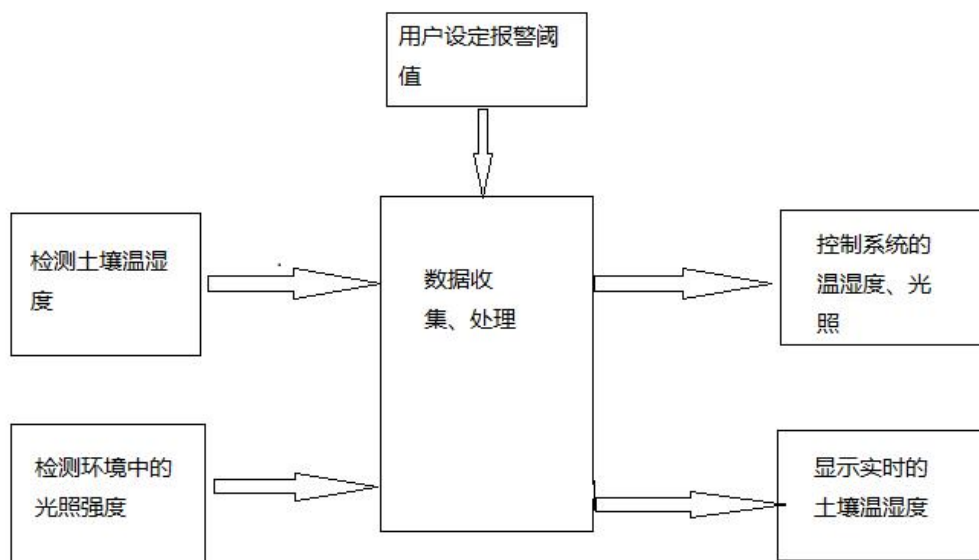 用户设定报警阈
值
检测土壤温湿
度
数据收
集、处理
控制系统的
温湿度、光
照
检测环境中的
光照强度
显示实时的
土壤温湿度